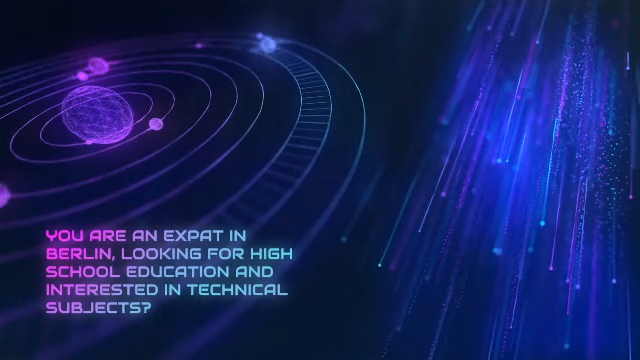 YOU ARE AN EXPAT IN
BERLIN, LOOKING FOR HIGH
SCHOOL EDUCATION AND
INTERESTED IN TECHNICAL
SUBJECTS?